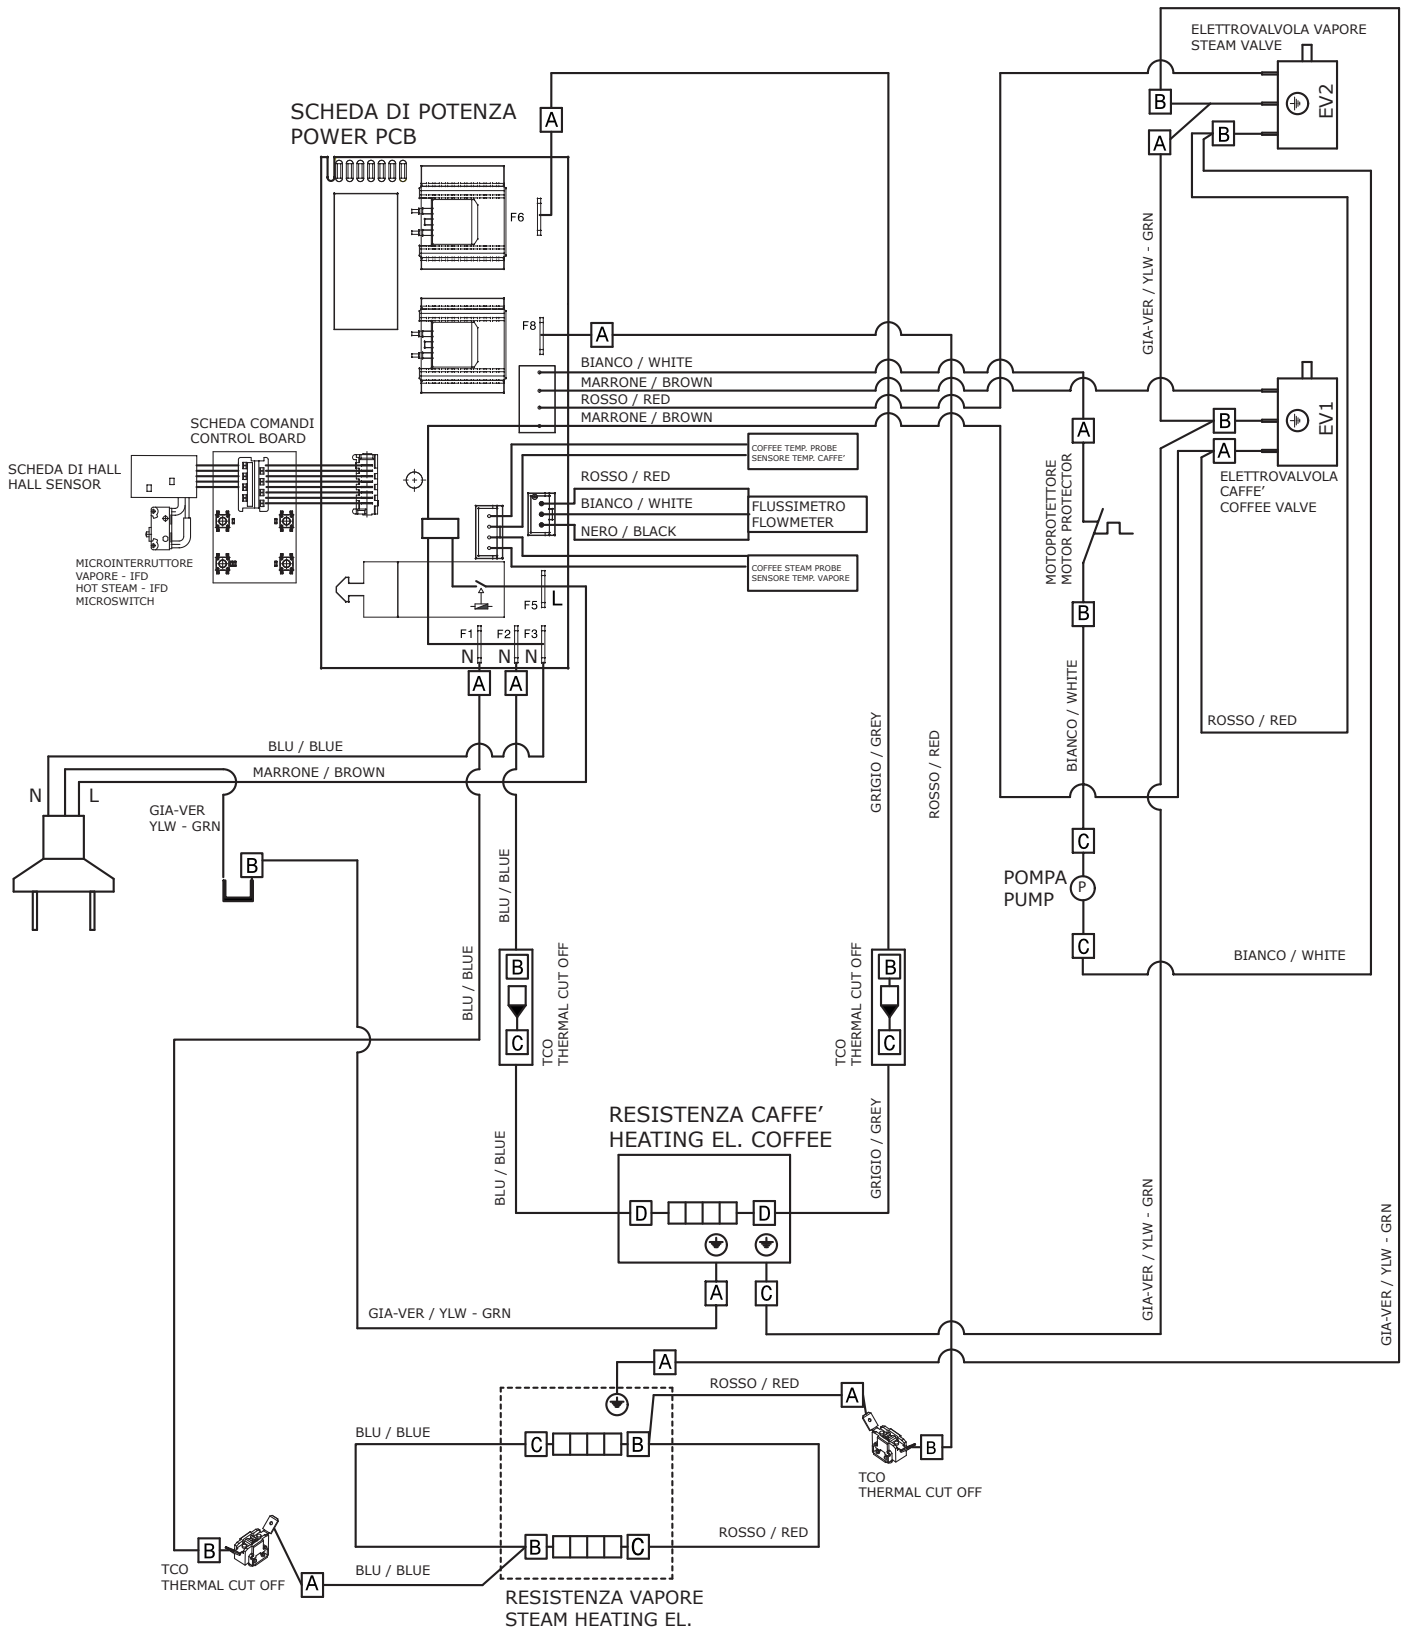 ELETTROVALVOLA VAPORE
STEAM VALVE
B
EV2
A
B
GIA-VER / YLW - GRN
SCHEDA DI POTENZA
POWER PCB
A
F6
F8
A
BIANCO / WHITE
MARRONE / BROWN
ROSSO / RED
MARRONE / BROWN
EV1
B
A
ELETTROVALVOLA
CAFFE'
COFFEE VALVE
A
MOTOPROTETTORE
MOTOR PROTECTOR
B
SCHEDA COMANDI
CONTROL BOARD
SCHEDA DI HALL
HALL SENSOR
MICROINTERRUTTORE
VAPORE - IFD
HOT STEAM - IFD
MICROSWITCH
COFFEE TEMP. PROBE
SENSORE TEMP. CAFFE'
ROSSO / RED
BIANCO / WHITE
NERO / BLACK
FLUSSIMETRO
FLOWMETER
COFFEE STEAM PROBE
SENSORE TEMP. VAPORE
F5
L
F1
F2
F3
N
N
N
A
A
BLU / BLUE
MARRONE / BROWN
N
L
GIA-VER
YLW - GRN
B
GRIGIO / GREY
ROSSO / RED
BIANCO / WHITE
ROSSO / RED
C
POMPA
PUMP
P
C
BIANCO / WHITE
BLU / BLUE
BLU / BLUE
B
C
TCO
THERMAL CUT OFF
TCO
THERMAL CUT OFF
B
C
BLU / BLUE
GRIGIO / GREY
RESISTENZA CAFFE'
HEATING EL. COFFEE
D
D
A
C
GIA-VER / YLW - GRN
GIA-VER / YLW - GRN
GIA-VER / YLW - GRN
A
ROSSO / RED
A
B
TCO
THERMAL CUT OFF
BLU / BLUE
C
B
B
C
ROSSO / RED
BLU / BLUE
B
TCO
THERMAL CUT OFF
A
RESISTENZA VAPORE
STEAM HEATING EL.